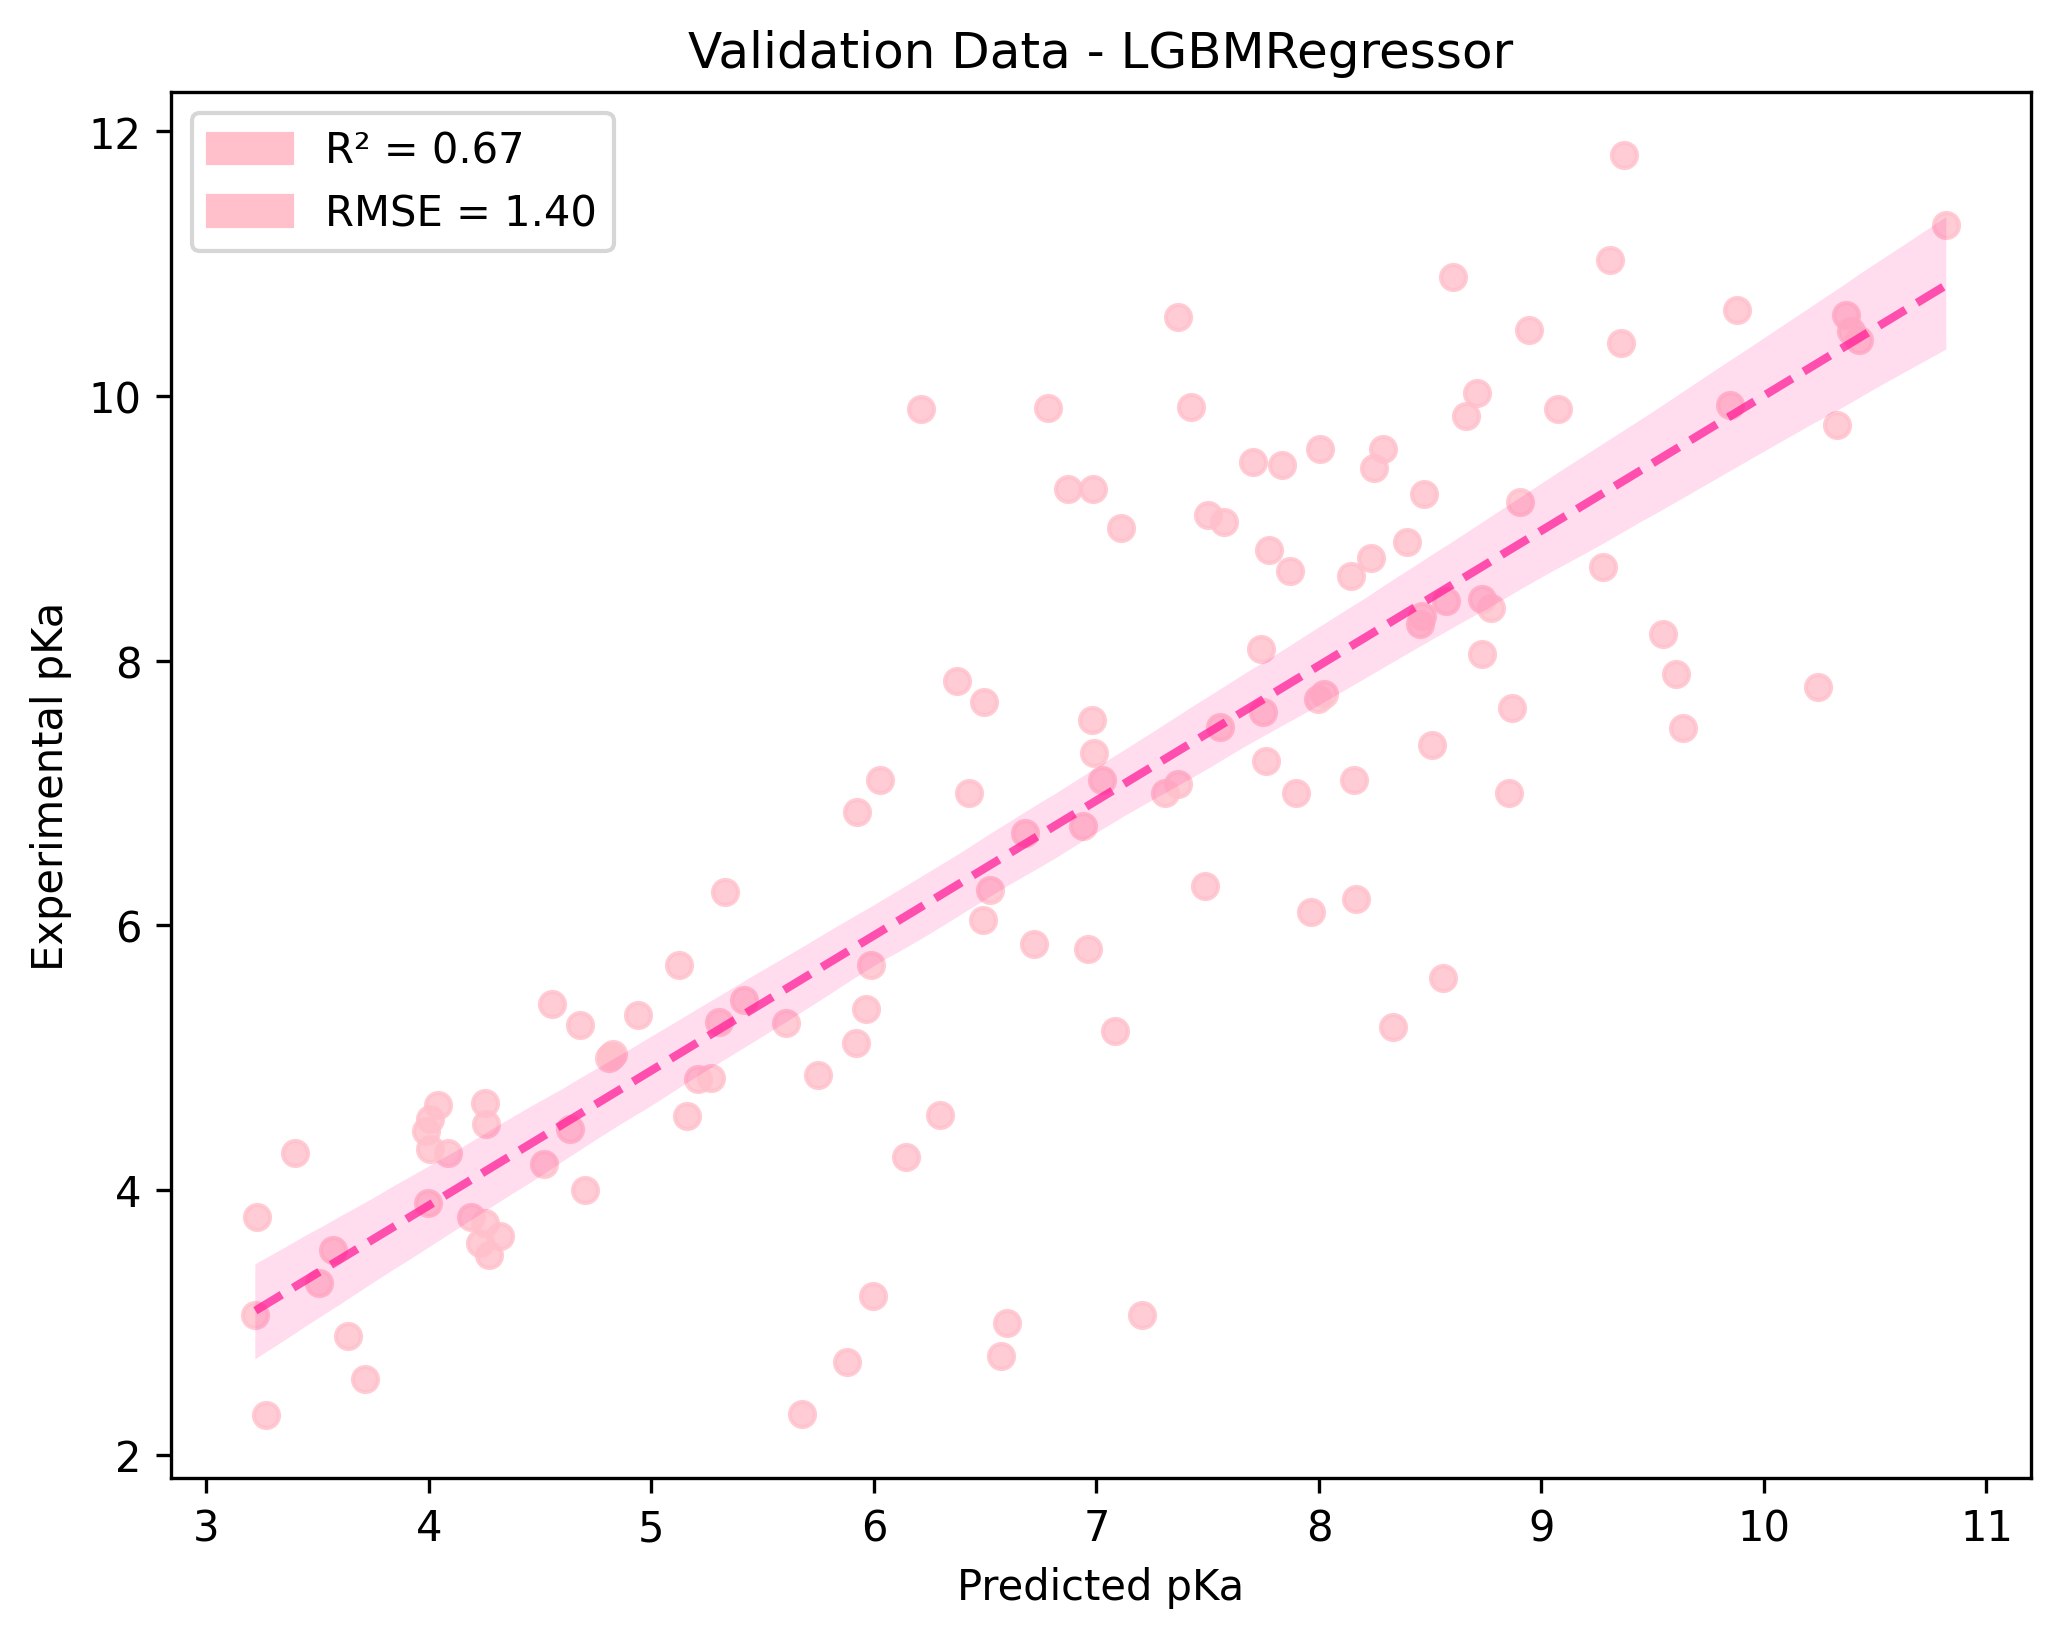 Validation Data - LGBMRegressor
R² = 0.67
RMSE = 1.40
12
10
8
6
4
2
Experimental pKa
3 4 5 6 7 8 9 10 11
Predicted pKa